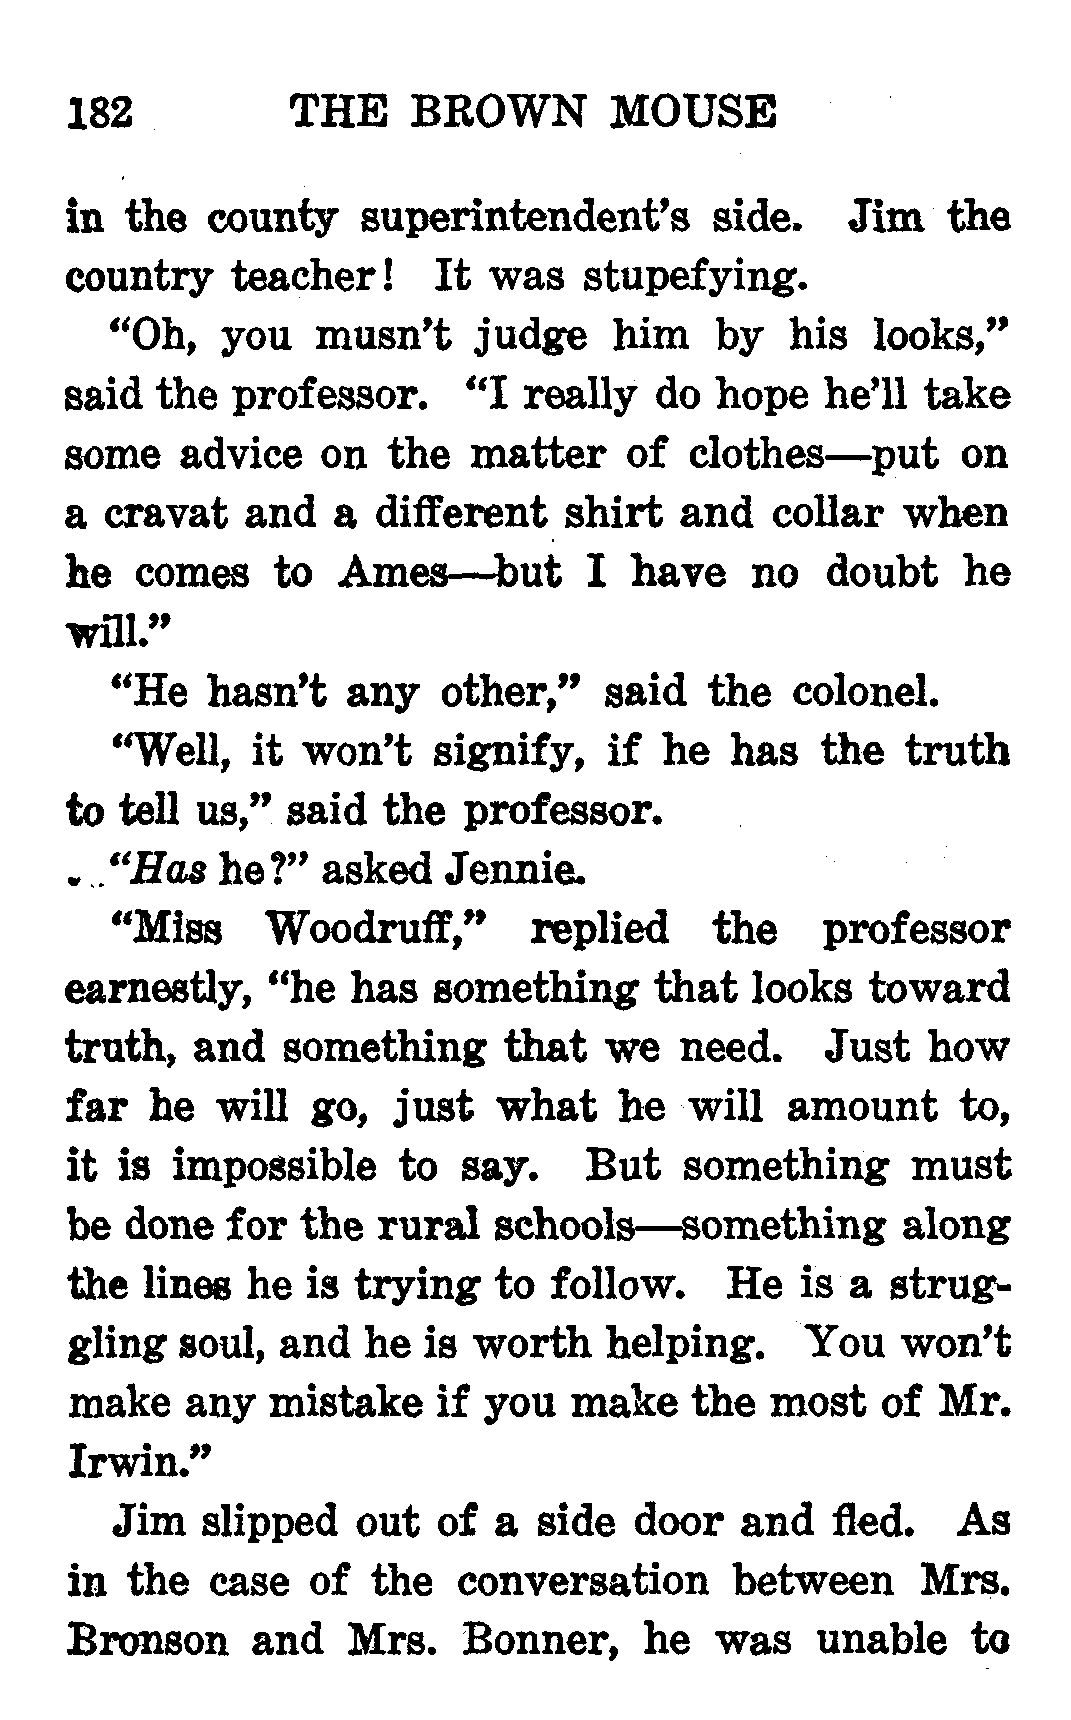 182 THE BROWN MOUSE
in the county superintendent's side. Jim the
country teacher! It was stupefying.
"Oh, you musn't judge him by his looks,"
said the professor. "I really do hope he'll take
some advice on the matter of clothes—put on
a cravat and a different shirt and collar when
he comes to Ames—but I have no doubt he
will."
"He hasn't any other," said the colonel.
"Well, it won't signify, if he has the truth
to tell us," said the professor.
"Has he?" asked Jennie.
"Miss Woodruff," replied the professor
earnestly, "he has something that looks toward
truth, and something that we need. Just how
far he will go, just what he will amount to,
it is impossible to say. But something must
be done for the rural schools—something along
the lines he is trying to follow. He is a strug-
gling soul, and he is worth helping. You won't
make any mistake if you make the most of Mr.
Irwin."
Jim slipped out of a side door and fled. As
in the case of the conversation between Mrs.
Bronson and Mrs. Bonner, he was unable to